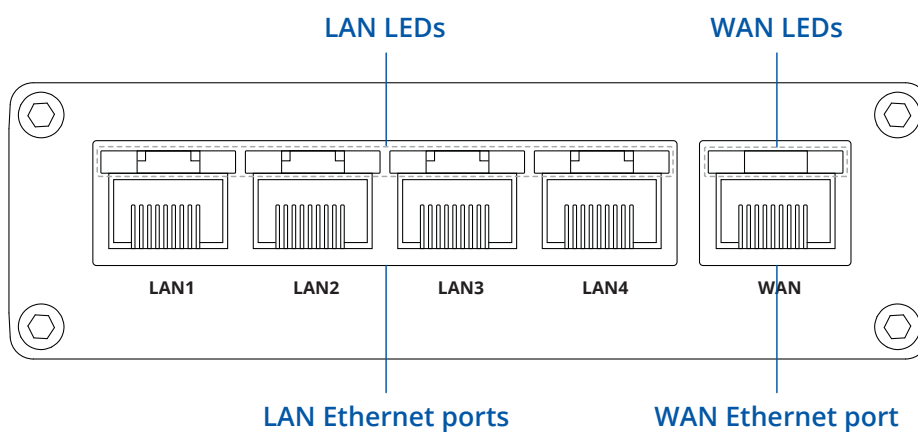 LAN LEDs WAN LEDs
LAN1 LAN2 LAN3 LAN4 WAN
LAN Ethernet ports WAN Ethernet port